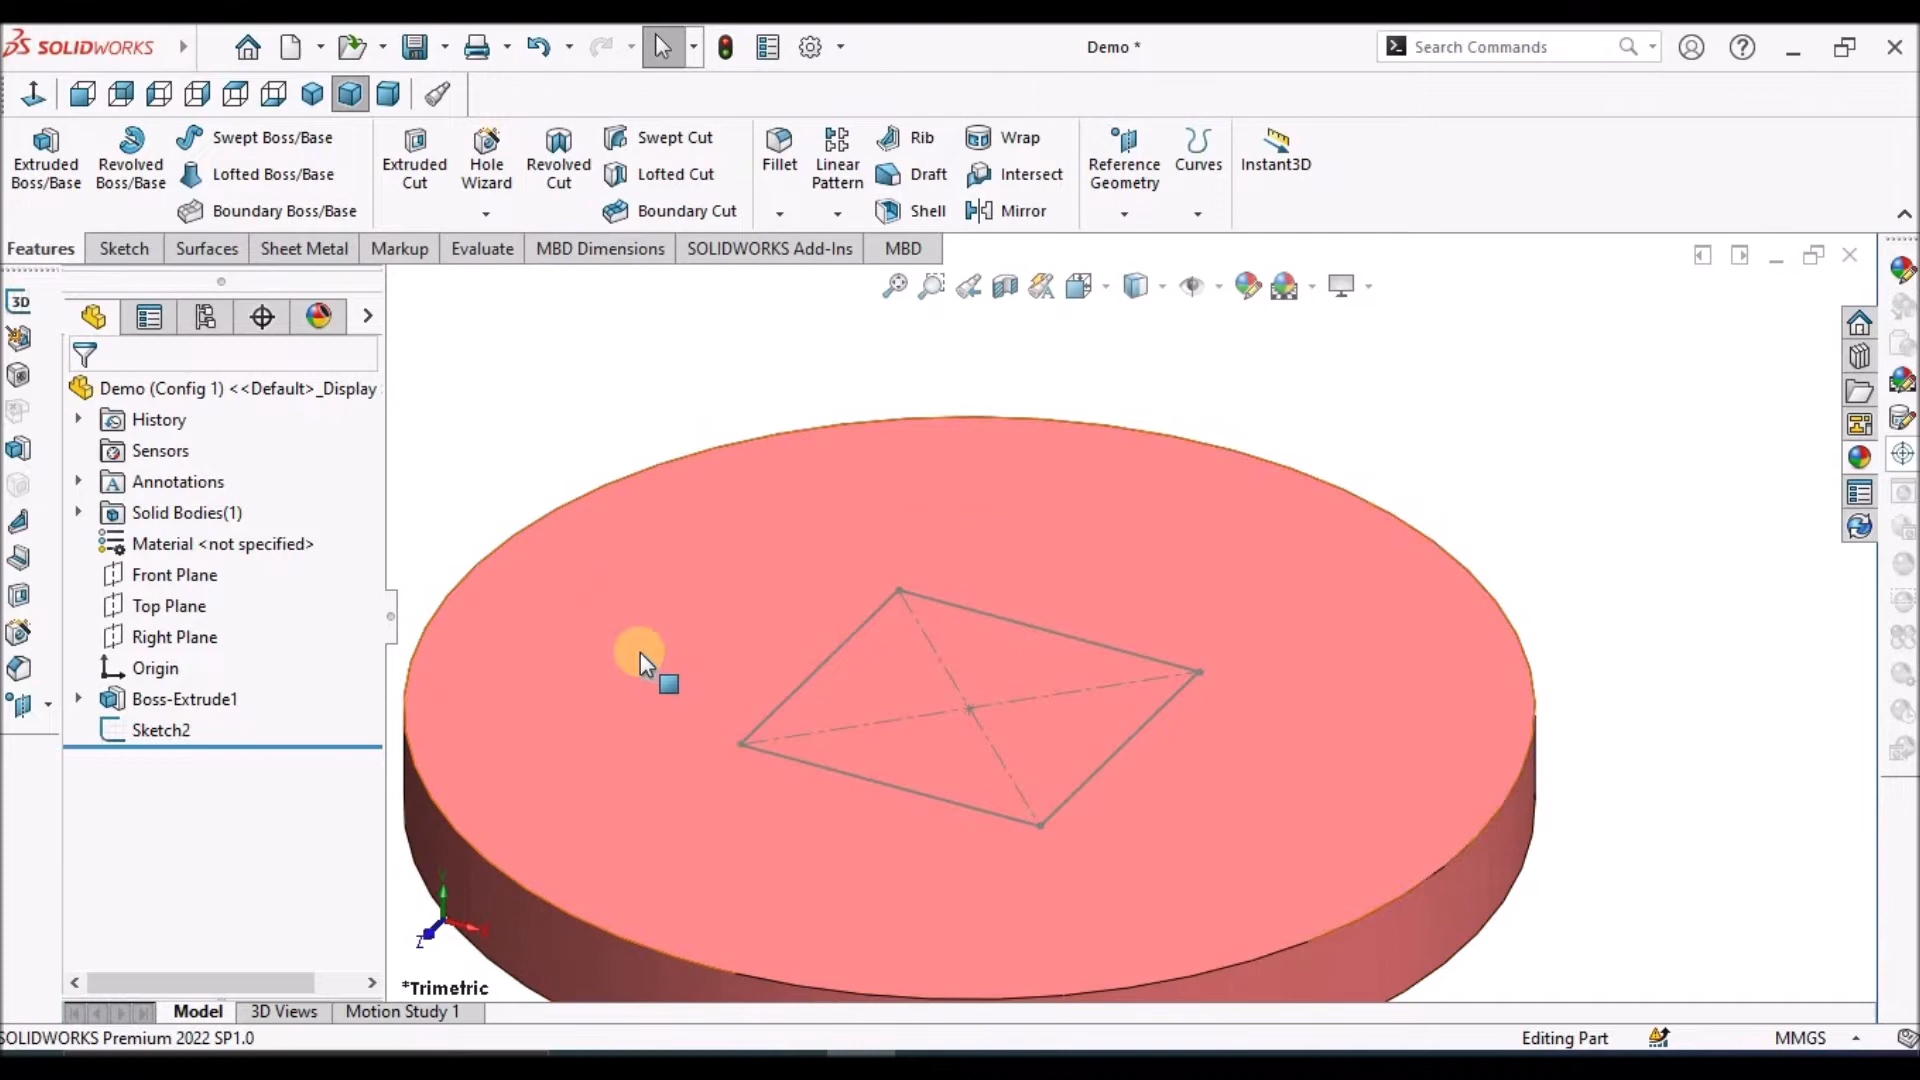 SOLIDWORKS
Demo *
Search Commands
Extruded Boss/Base
Revolved Boss/Base
Swept Boss/Base
Lofted Boss/Base
Boundary Boss/Base
Extruded Cut
Hole Wizard
Revolved Cut
Swept Cut
Lofted Cut
Boundary Cut
Fillet
Linear Pattern
Rib
Draft
Shell
Wrap
Intersect
Mirror
Reference Geometry
Curves
Instant3D
Features
Sketch
Surfaces
Sheet Metal
Markup
Evaluate
MBD Dimensions
SOLIDWORKS Add-Ins
MBD
3D
Demo (Config 1) <<Default>_Display
History
Sensors
Annotations
Solid Bodies(1)
Material <not specified>
Front Plane
Top Plane
Right Plane
Origin
Boss-Extrude1
Sketch2
Z
*Trimetric
Model
3D Views
Motion Study 1
SOLIDWORKS Premium 2022 SP1.0
Editing Part
MMGS